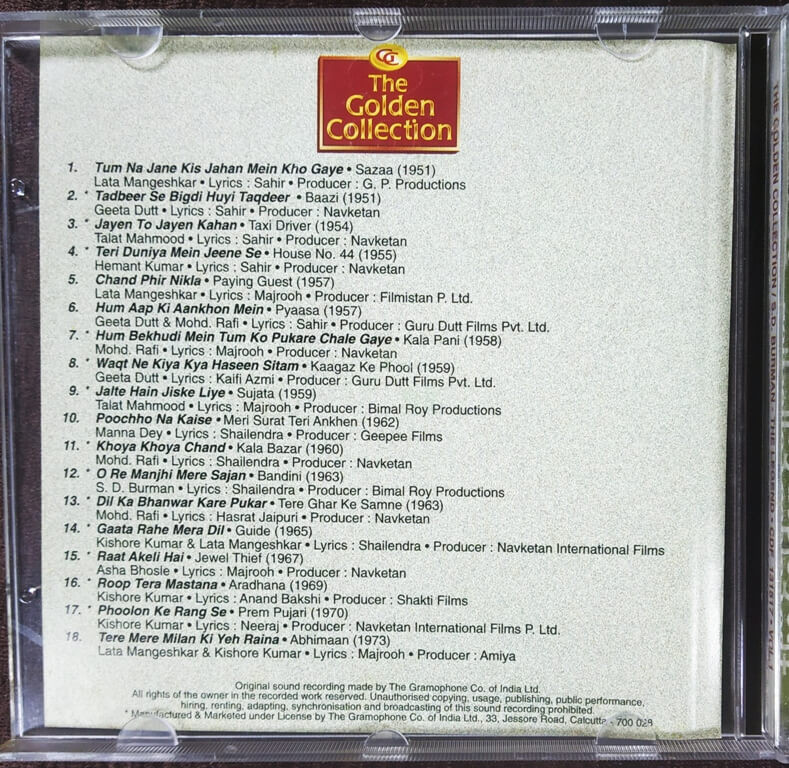 GC
The
Golden
Collection
1. Tum Na Jane Kis Jahan Mein Kho Gaye • Sazaa (1951)
Lata Mangeshkar • Lyrics : Sahir • Producer : G. P. Productions
2. * Tadbeer Se Bigdi Huyi Taqdeer • Baazi (1951)
Geeta Dutt • Lyrics : Sahir • Producer : Navketan
3. * Jayen To Jayen Kahan • Taxi Driver (1954)
Talat Mahmood • Lyrics : Sahir • Producer : Navketan
4. * Teri Duniya Mein Jeene Se • House No. 44 (1955)
Hemant Kumar • Lyrics : Sahir • Producer : Navketan
5. Chand Phir Nikla • Paying Guest (1957)
Lata Mangeshkar • Lyrics : Majrooh • Producer : Filmistan P. Ltd.
6. Hum Aap Ki Aankhon Mein • Pyaasa (1957)
Geeta Dutt & Mohd. Rafi • Lyrics : Sahir • Producer : Guru Dutt Films Pvt. Ltd.
7. * Hum Bekhudi Mein Tum Ko Pukare Chale Gaye • Kala Pani (1958)
Mohd. Rafi • Lyrics : Majrooh • Producer : Navketan
8. * Waqt Ne Kiya Kya Haseen Sitam • Kaagaz Ke Phool (1959)
Geeta Dutt • Lyrics : Kaifi Azmi • Producer : Guru Dutt Films Pvt. Ltd.
9. * Jalte Hain Jiske Liye • Sujata (1959)
Talat Mahmood • Lyrics : Majrooh • Producer : Bimal Roy Productions
10. Poochho Na Kaise • Meri Surat Teri Ankhen (1962)
Manna Dey • Lyrics : Shailendra • Producer : Geepee Films
11. * Khoya Khoya Chand • Kala Bazar (1960)
Mohd. Rafi • Lyrics : Shailendra • Producer : Navketan
12. * O Re Manjhi Mere Sajan • Bandini (1963)
S. D. Burman • Lyrics : Shailendra • Producer : Bimal Roy Productions
13. * Dil Ka Bhanwar Kare Pukar • Tere Ghar Ke Samne (1963)
Mohd. Rafi • Lyrics : Hasrat Jaipuri • Producer : Navketan
14. * Gaata Rahe Mera Dil • Guide (1965)
Kishore Kumar & Lata Mangeshkar • Lyrics : Shailendra • Producer : Navketan International Films
15. * Raat Akeli Hai • Jewel Thief (1967)
Asha Bhosle • Lyrics : Majrooh • Producer : Navketan
16. * Roop Tera Mastana • Aradhana (1969)
Kishore Kumar • Lyrics : Anand Bakshi • Producer : Shakti Films
17. * Phoolon Ke Rang Se • Prem Pujari (1970)
Kishore Kumar • Lyrics : Neeraj • Producer : Navketan International Films P. Ltd.
18. * Tere Mere Milan Ki Yeh Raina • Abhimaan (1973)
Lata Mangeshkar & Kishore Kumar • Lyrics : Majrooh • Producer : Amiya
Original sound recording made by The Gramophone Co. of India Ltd.
All rights of the owner in the recorded work reserved. Unauthorised copying, usage, publishing, public performance,
hiring, renting, adapting, synchronisation and broadcasting of this sound recording prohibited.
* Manufactured & Marketed under License by The Gramophone Co. of India Ltd., 33, Jessore Road, Calcutta - 700 028
THE GOLDEN COLLECTION / S.D. BURMAN - THE LEGEND